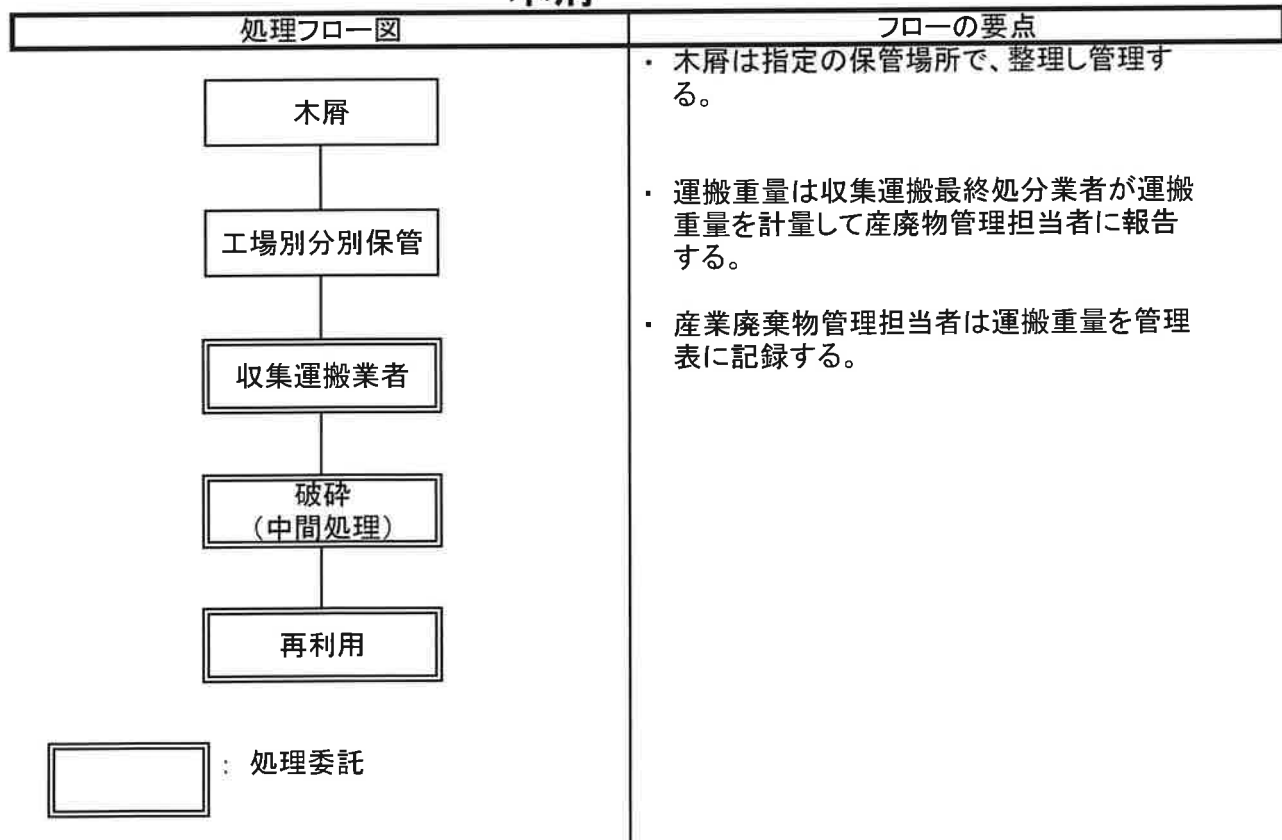 処理フロー図
フローの要点
木屑
工場別分別保管
収集運搬業者
破砕
（中間処理）
再利用
： 処理委託
・ 木屑は指定の保管場所で、整理し管理す
る。
・ 運搬重量は収集運搬最終処分業者が運搬
重量を計量して産廃物管理担当者に報告
する。
・ 産業廃棄物管理担当者は運搬重量を管理
表に記録する。